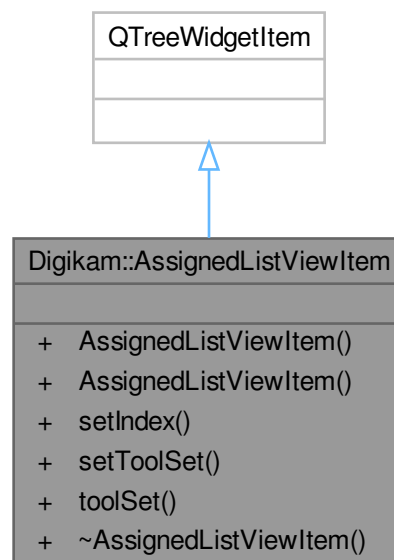 QTreeWidgetItem
Digikam::AssignedListViewItem
+ AssignedListViewItem()
+ AssignedListViewItem()
+ setIndex()
+ setToolSet()
+ toolSet()
+ ~AssignedListViewItem()